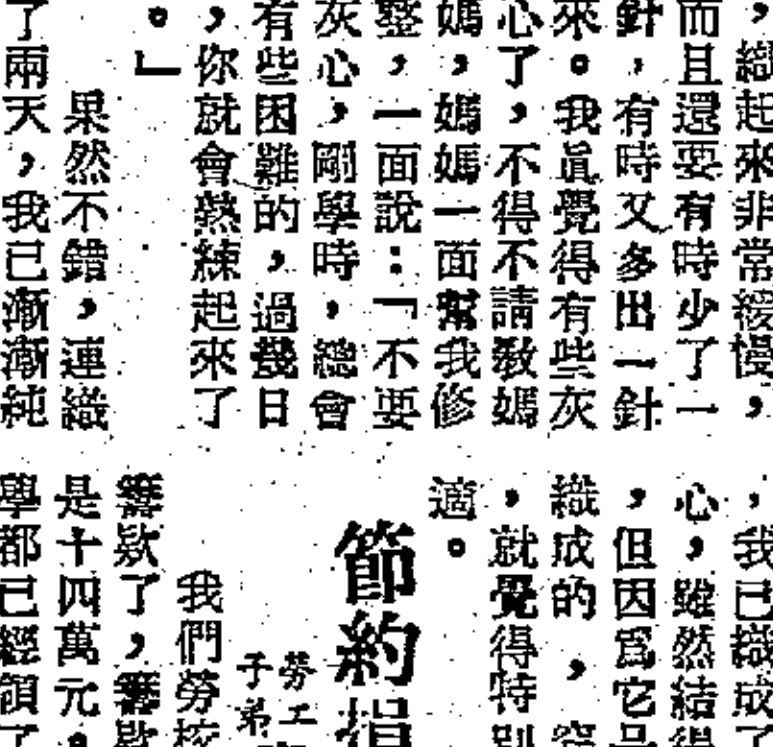 ，織起來非常緩慢，
而且還要有時少了一
針，有時又多出一針
來。我眞覺得有些灰
心了，不得不請敎媽
媽，媽媽一面幫我修
整，一面說：「不要
灰心，剛學時，總會
有些困難的，過幾日
，你就會熟練起來了
。」
果然不錯，連織
了兩天，我已漸漸純
，我已織成了
心，雖然結得
，但因爲它是
織成的，穿
，就覺得特別
適。
節約捐
勞工
子弟
我們勞校
籌欵了，籌欵
是十四萬元。
學都已經領了